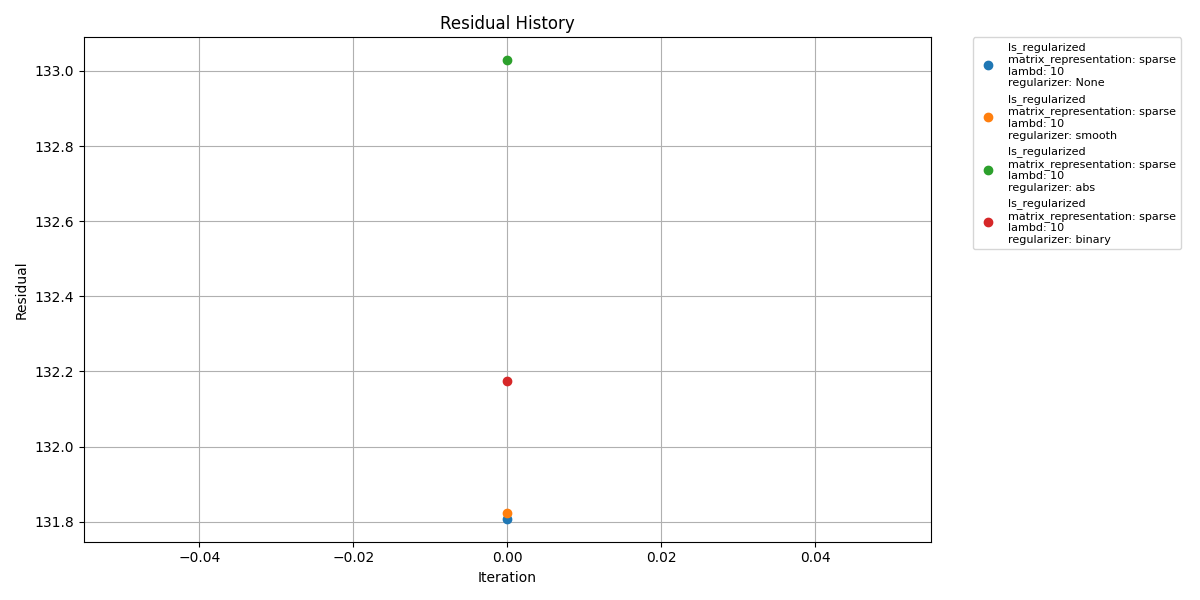 Residual History
133.0
132.8
132.6
132.4
132.2
132.0
131.8
Residual
−0.04
−0.02
0.00
0.02
0.04
Iteration
ls_regularized
matrix_representation: sparse
lambd: 10
regularizer: None
ls_regularized
matrix_representation: sparse
lambd: 10
regularizer: smooth
ls_regularized
matrix_representation: sparse
lambd: 10
regularizer: abs
ls_regularized
matrix_representation: sparse
lambd: 10
regularizer: binary